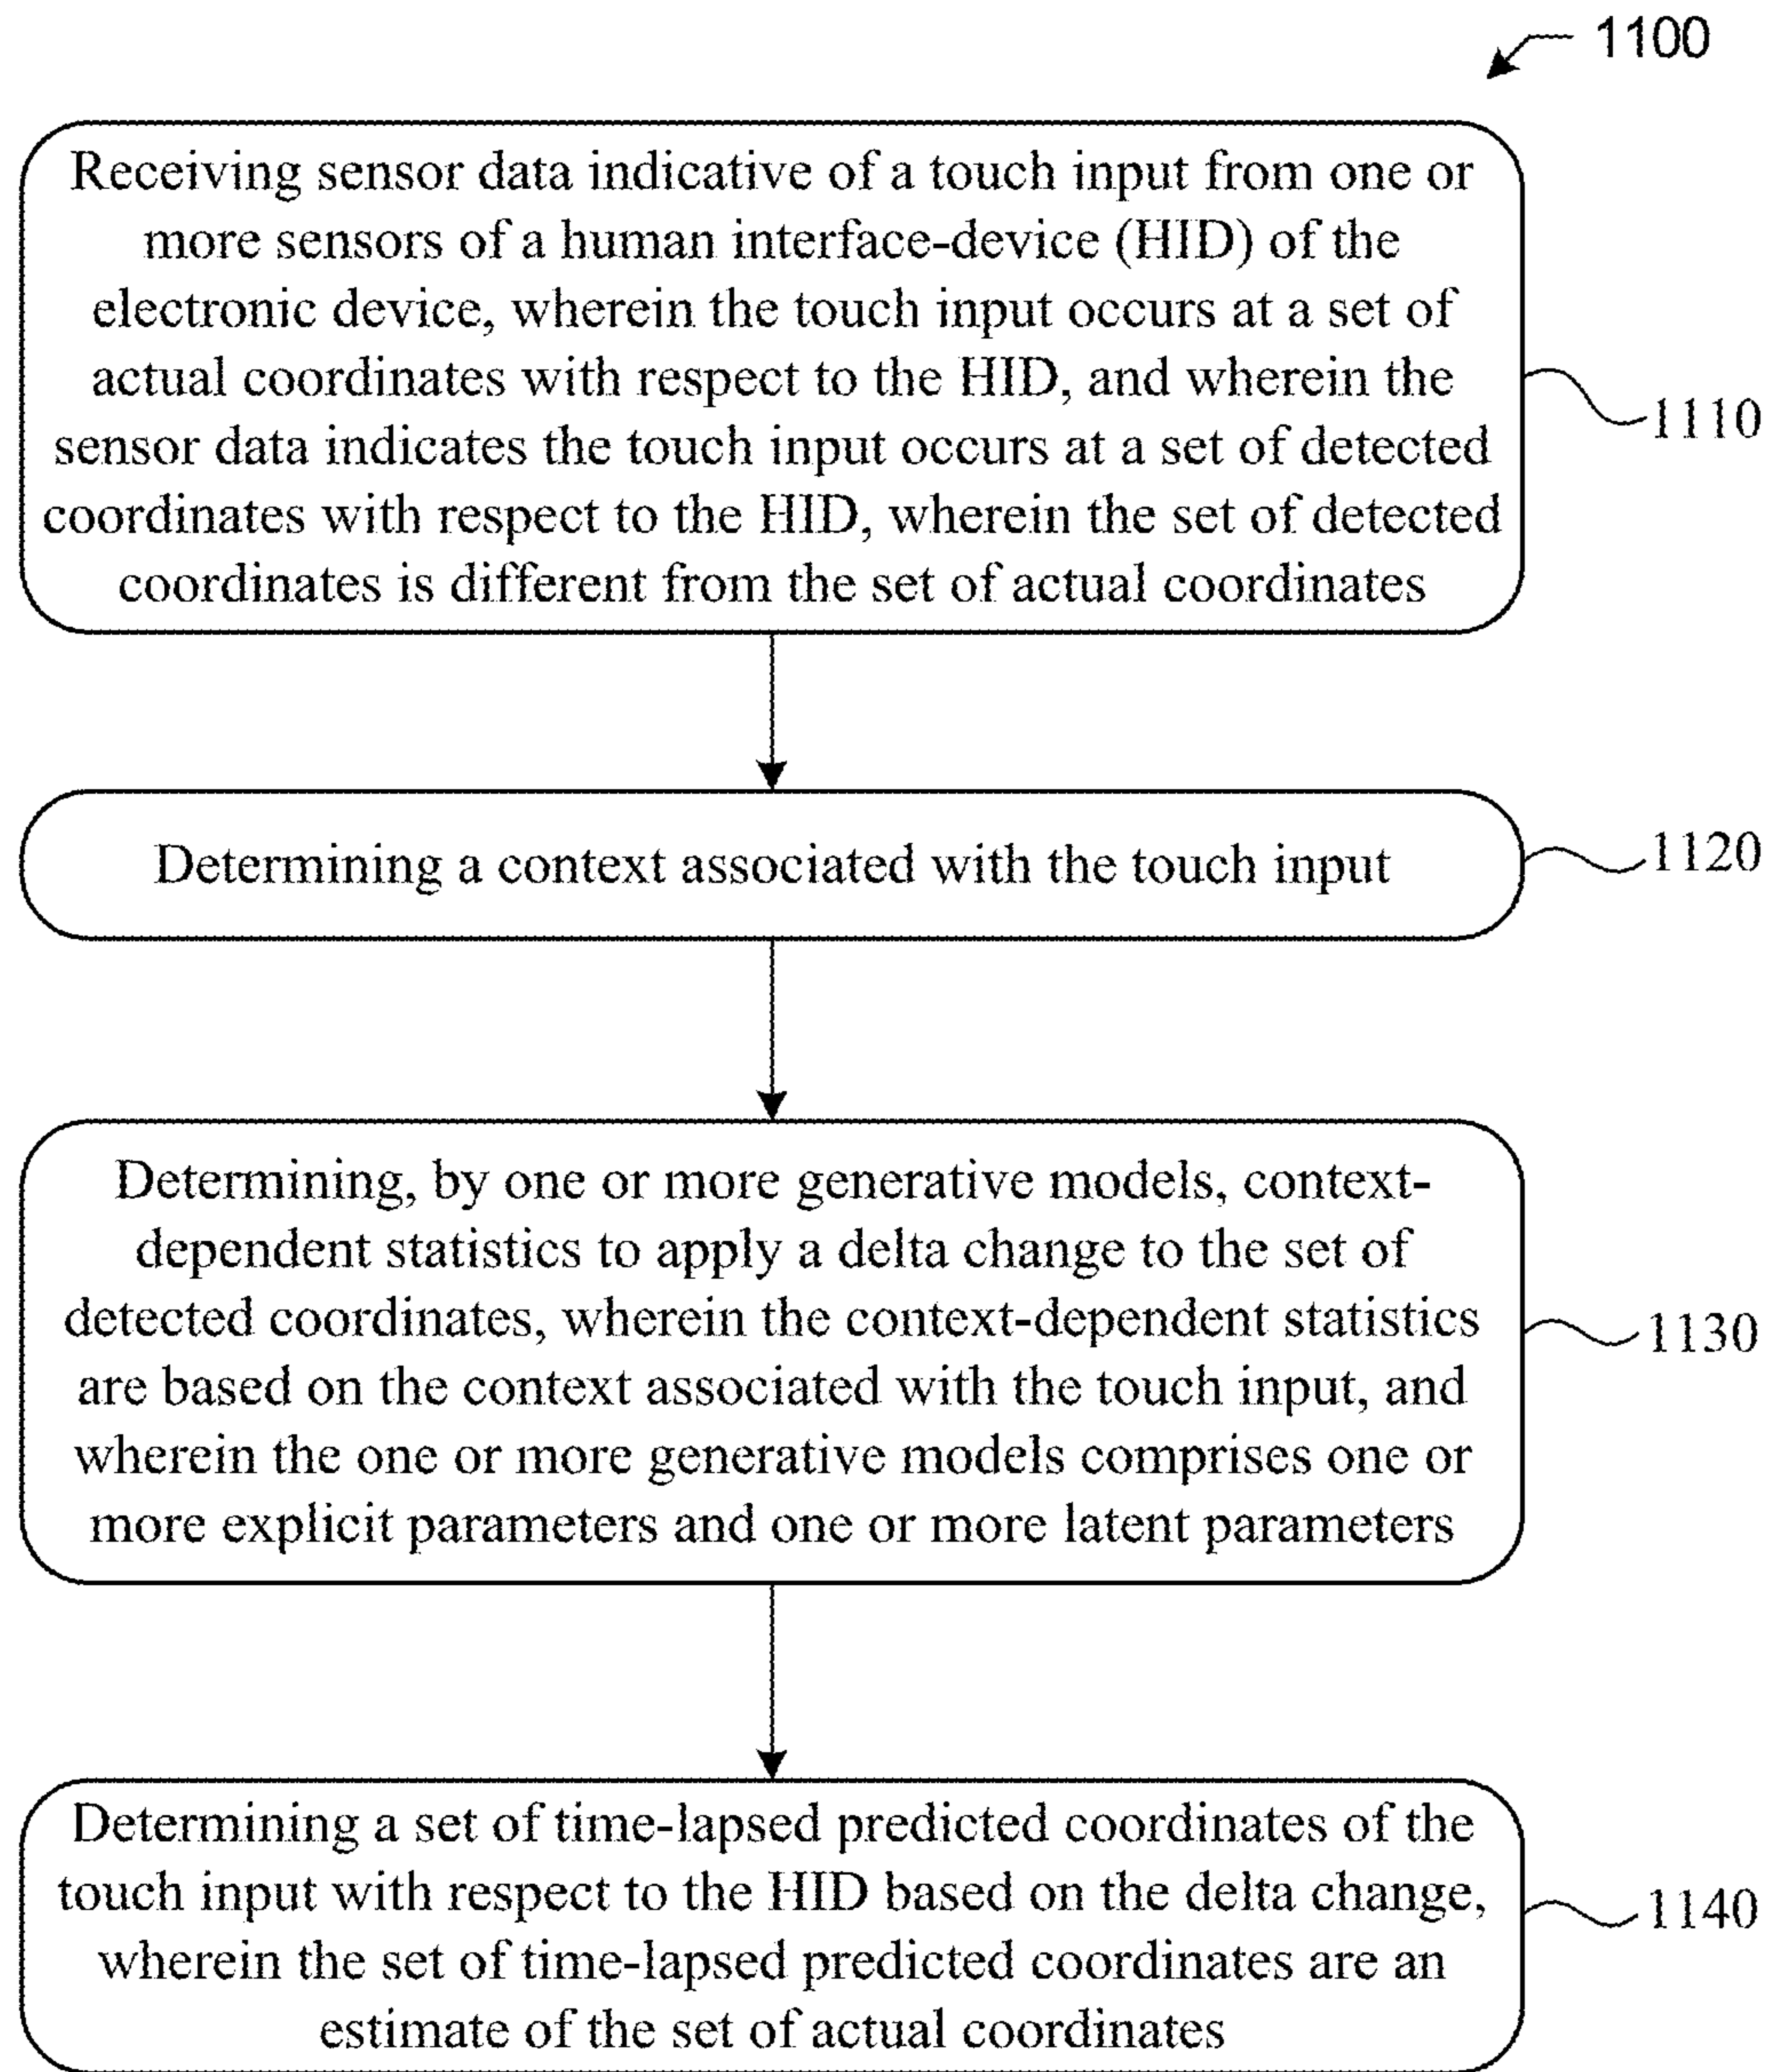 1100
Receiving sensor data indicative of a touch input from one or
more sensors of a human interface-device (HID) of the
electronic device, wherein the touch input occurs at a set of
actual coordinates with respect to the HID, and wherein the
sensor data indicates the touch input occurs at a set of detected
coordinates with respect to the HID, wherein the set of detected
coordinates is different from the set of actual coordinates
1110
Determining a context associated with the touch input
1120
Determining, by one or more generative models, context-
dependent statistics to apply a delta change to the set of
detected coordinates, wherein the context-dependent statistics
are based on the context associated with the touch input, and
wherein the one or more generative models comprises one or
more explicit parameters and one or more latent parameters
1130
Determining a set of time-lapsed predicted coordinates of the
touch input with respect to the HID based on the delta change,
wherein the set of time-lapsed predicted coordinates are an
estimate of the set of actual coordinates
1140